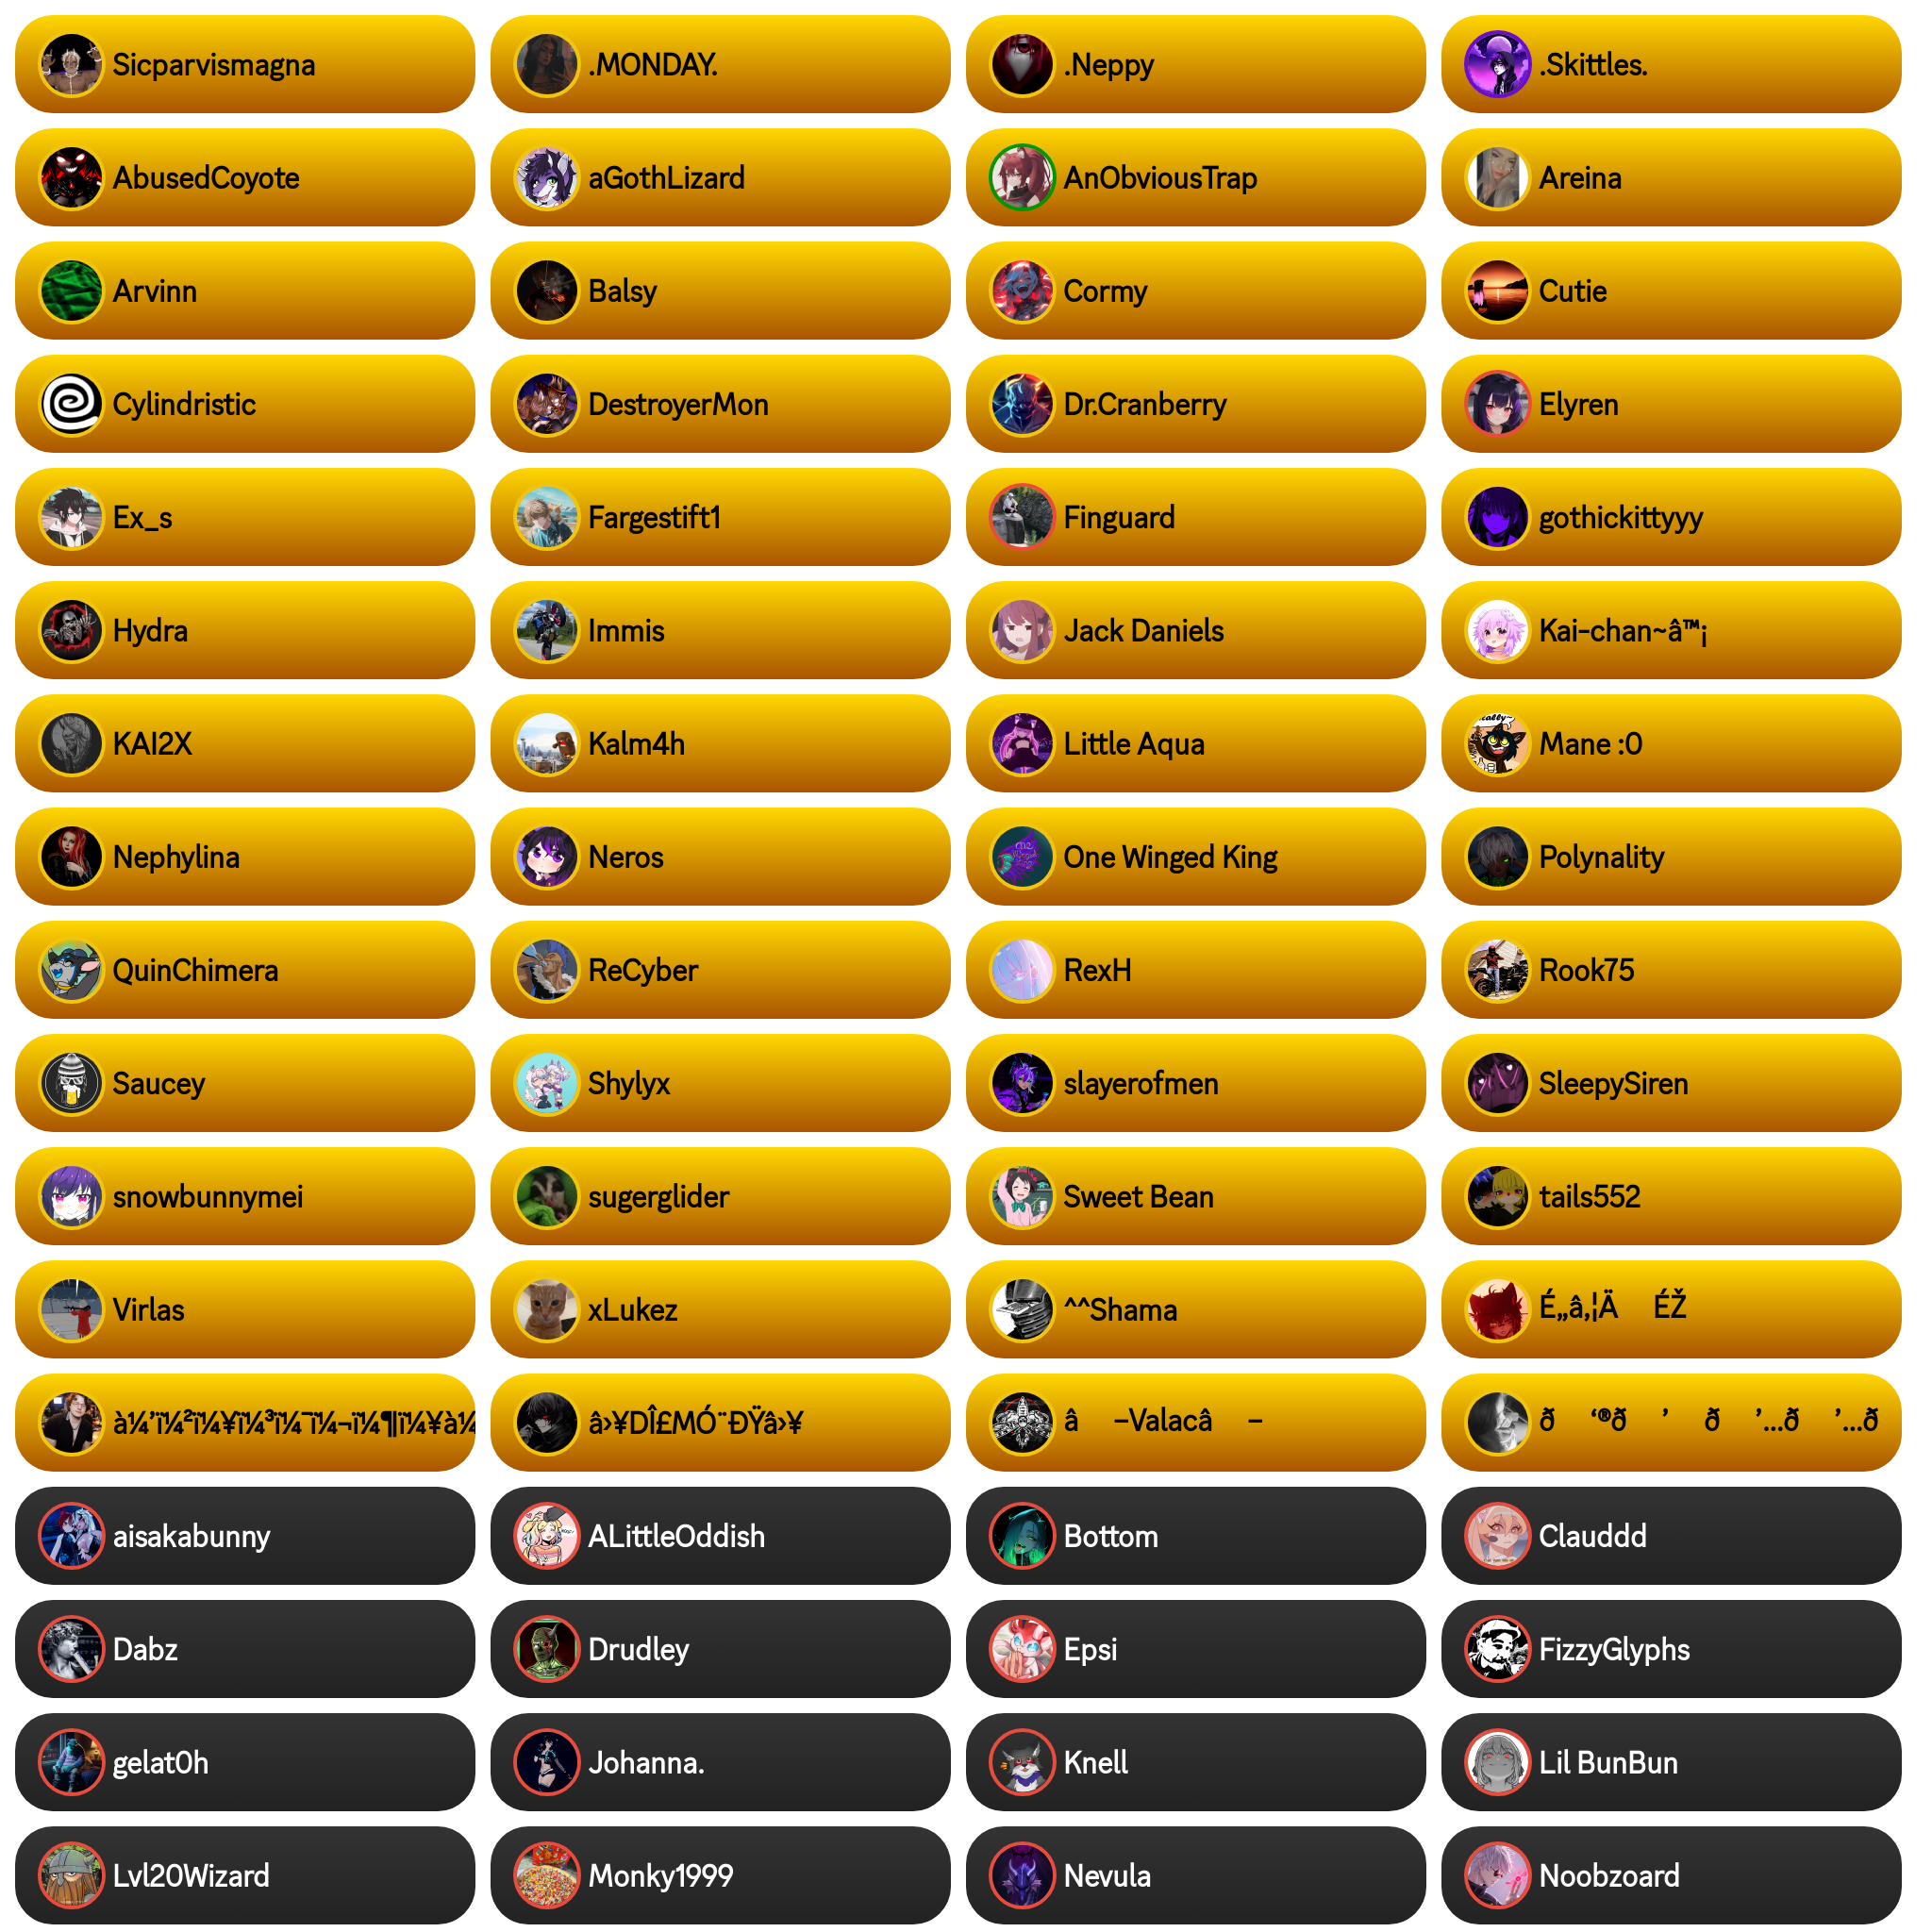 Sicparvismagna
.MONDAY.
.Neppy
.Skittles.
AbusedCoyote
aGothLizard
AnObviousTrap
Areina
Arvinn
Balsy
Cormy
Cutie
Cylindristic
DestroyerMon
Dr.Cranberry
Elyren
Ex_s
Fargestift1
Finguard
gothickittyyy
Hydra
Immis
Jack Daniels
Kai-chan~â™¡
KAI2X
Kalm4h
Little Aqua
Mane :0
Nephylina
Neros
One Winged King
Polynality
QuinChimera
ReCyber
RexH
Rook75
Saucey
Shylyx
slayerofmen
SleepySiren
snowbunnymei
sugerglider
Sweet Bean
tails552
Virlas
xLukez
^^Shama
É„â‚¦Ä ÉŽ
à¼’ï¼²ï¼¥ï¼³ï¼¯ï¼¬ï¼¶ï¼¥à¼
â›¥DÎ£MÓ¨ÐŸâ›¥
â –Valacâ –
ð ‘®ð ’ ð ’…ð ’…ð
aisakabunny
ALittleOddish
Bottom
Clauddd
Dabz
Drudley
Epsi
FizzyGlyphs
gelat0h
Johanna.
Knell
Lil BunBun
Lvl20Wizard
Monky1999
Nevula
Noobzoard